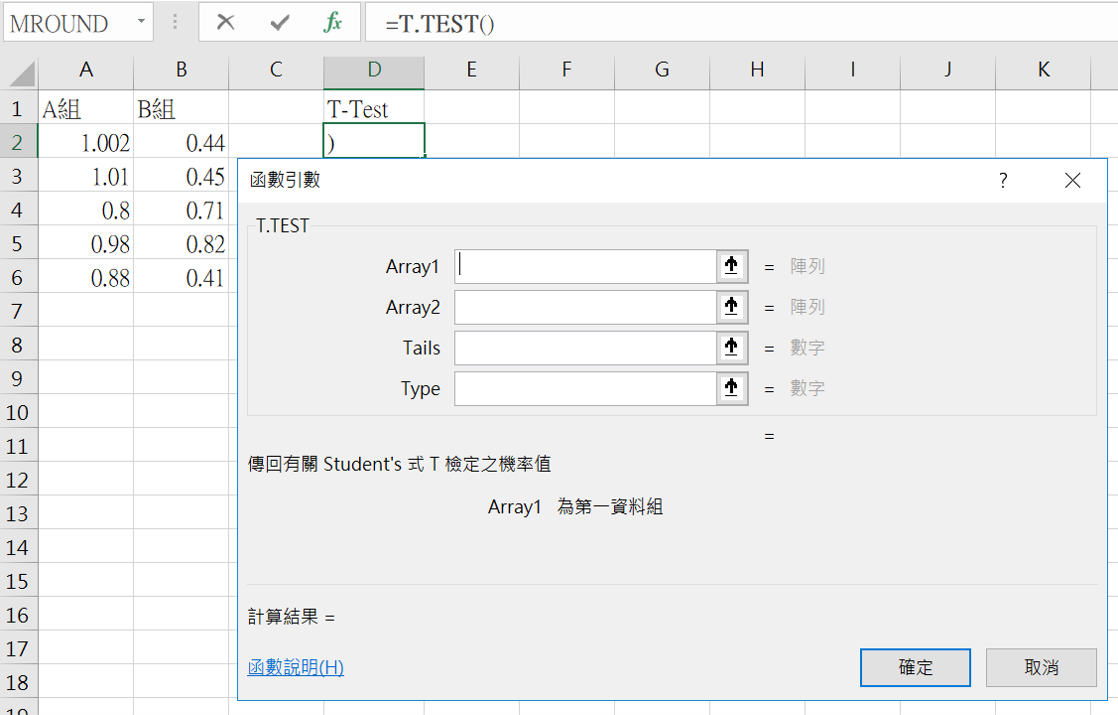 MROUND =T.TEST()
A B C D E F G H I J K
1 A組 B組 T-Test
2 1.002 0.44 )
3 1.01 0.45
4 0.8 0.71
5 0.98 0.82
6 0.88 0.41
7
8
9
10
11
12
13
14
15
16
17
18
19
函數引數 ?
T.TEST
Array1 = 陣列
Array2 = 陣列
Tails = 數字
Type = 數字
=
傳回有關 Student's 式 T 檢定之機率值
Array1 為第一資料組
計算結果 =
函數說明(H) 確定 取消